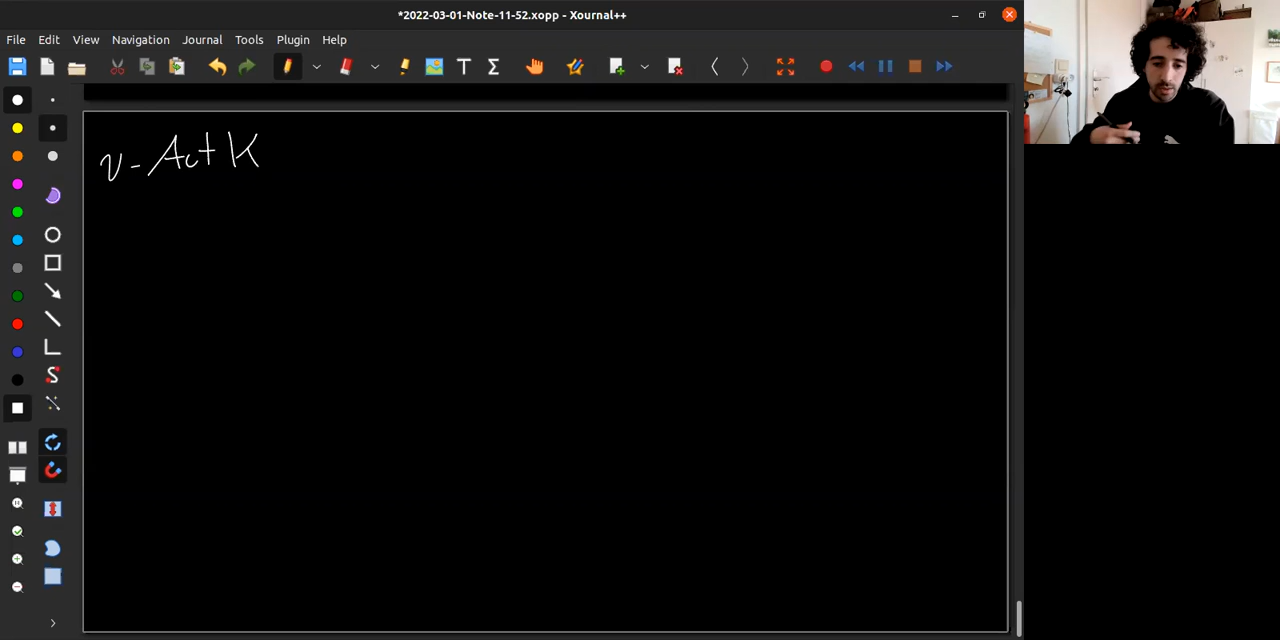 *2022-03-01-Note-11-52.xopp - Xournal++
File Edit View Navigation Journal Tools Plugin Help
v-Act K